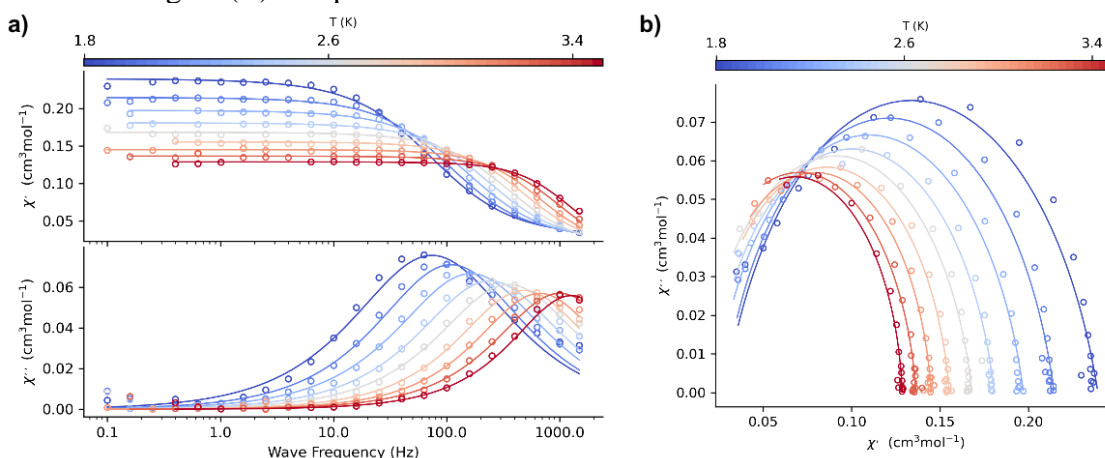 a)
T (K)
1.8 2.6 3.4
0.20
0.15
0.10
0.05
χ′ (cm³mol⁻¹)
0.06
0.04
0.02
0.00
χ′′ (cm³mol⁻¹)
0.1 1.0 10.0 100.0 1000.0
Wave Frequency (Hz)
b)
T (K)
1.8 2.6 3.4
0.07
0.06
0.05
0.04
0.03
0.02
0.01
0.00
χ′′ (cm³mol⁻¹)
0.05 0.10 0.15 0.20
χ′ (cm³mol⁻¹)